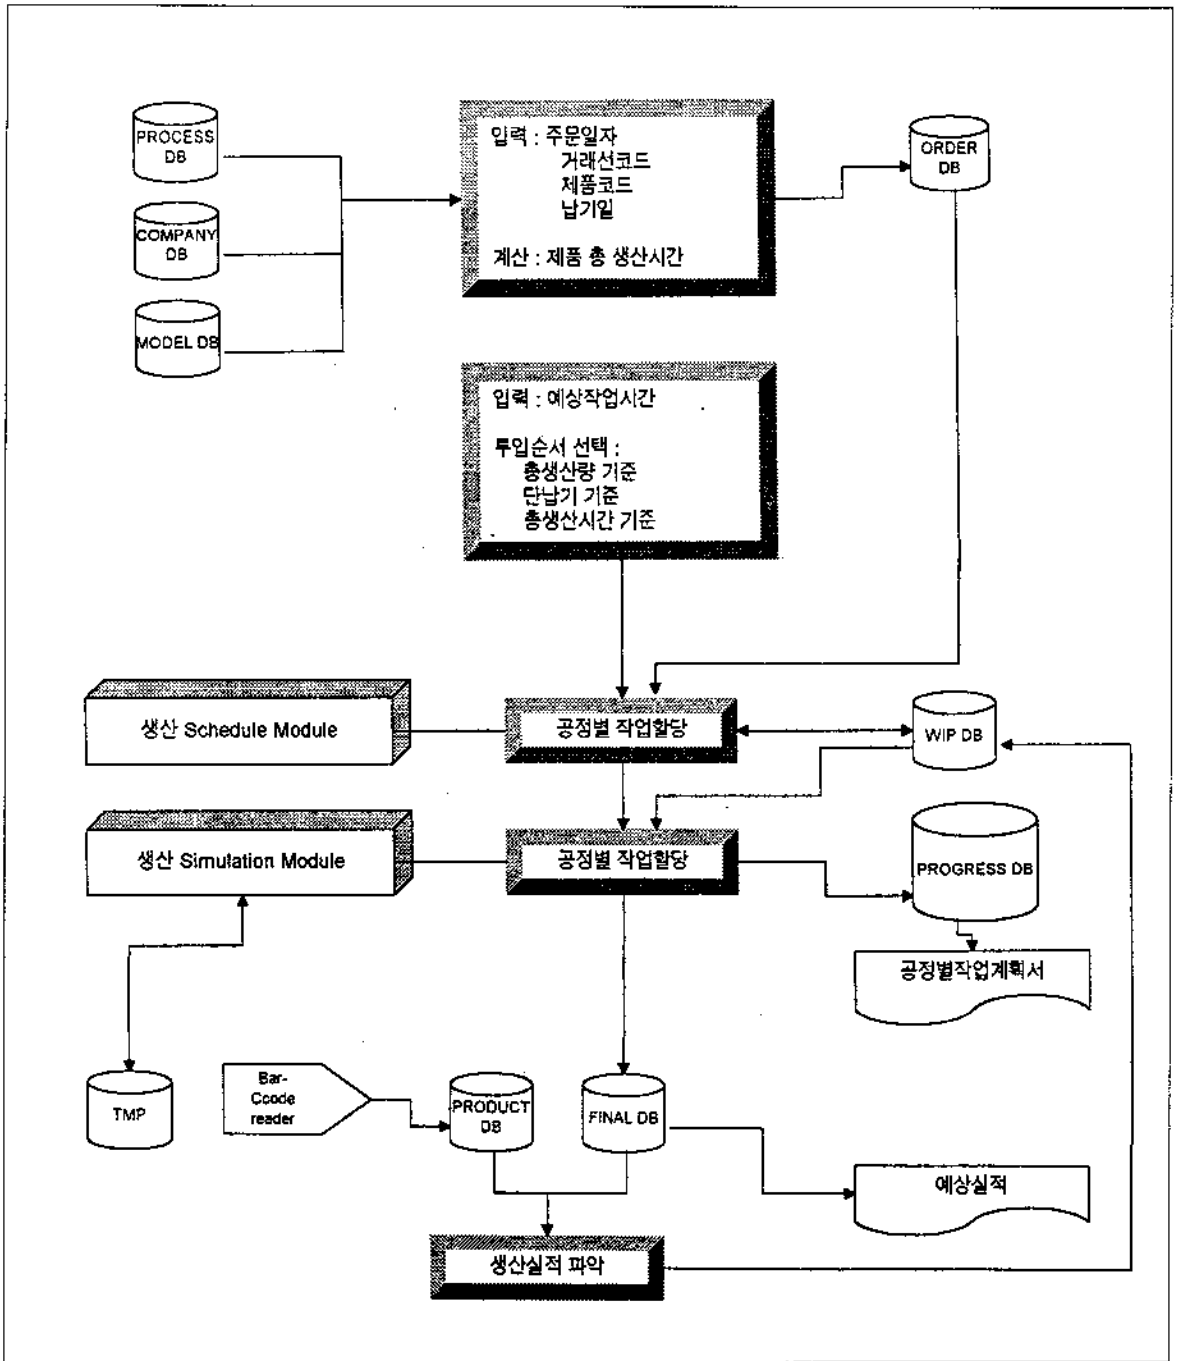 PROCESS
DB
입력 : 주문일자
거래선코드
제품코드
납기일
계산 : 제품 총 생산시간
ORDER
DB
COMPANY
DB
MODEL DB
입력 : 예상작업시간
투입순서 선택 :
총생산량 기준
단납기 기준
총생산시간 기준
생산 Schedule Module
공정별 작업할당
WIP DB
생산 Simulation Module
공정별 작업할당
PROGRESS DB
공정별작업계획서
TMP
Bar-
Ccode
reader
PRODUCT
DB
FINAL DB
예상실적
생산실적 파악